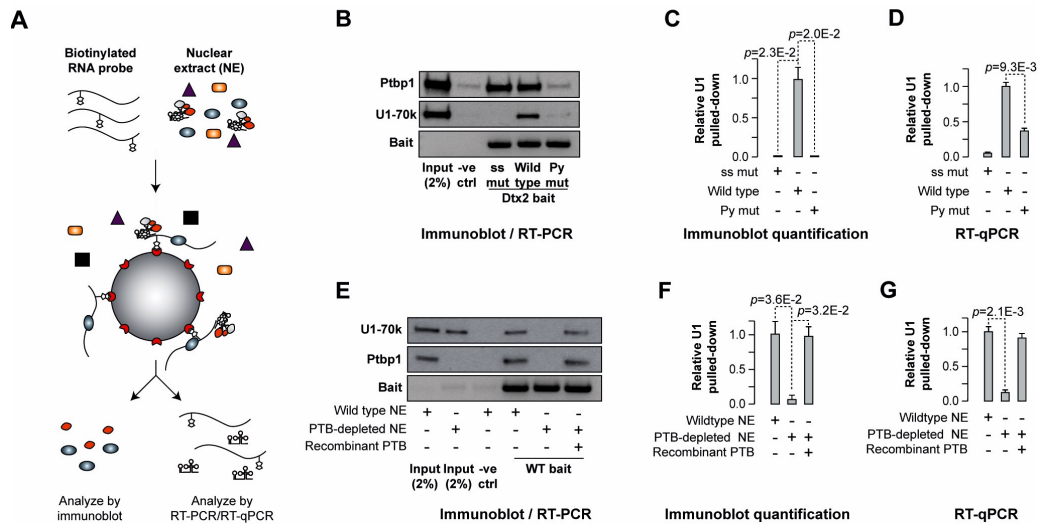 A
Biotinylated
RNA probe
Nuclear
extract (NE)
Analyze by
immunoblot
Analyze by
RT-PCR/RT-qPCR
B
Ptbp1
U1-70k
Bait
Input -ve ss Wild Py
(2%) ctrl mut type mut
Dtx2 bait
Immunoblot / RT-PCR
C
p=2.0E-2
p=2.3E-2
Relative U1
pulled-down
1.0
0.5
0.0
ss mut + - -
Wild type - + -
Py mut - - +
Immunoblot quantification
D
p=9.3E-3
Relative U1
pulled-down
1.0
0.5
0.0
ss mut + - -
Wild type - + -
Py mut - - +
RT-qPCR
E
U1-70k
Ptbp1
Bait
Wild type NE + - + + - -
PTB-depleted NE - + - - + +
Recombinant PTB - - - - - +
Input Input -ve WT bait
(2%) (2%) ctrl
Immunoblot / RT-PCR
F
p=3.6E-2
p=3.2E-2
Relative U1
pulled-down
1.0
0.5
0.0
Wildtype NE + - -
PTB-depleted NE - + +
Recombinant PTB - - +
Immunoblot quantification
G
p=2.1E-3
Relative U1
pulled-down
1.0
0.5
0.0
Wildtype NE + - -
PTB-depleted NE - + +
Recombinant PTB - - +
RT-qPCR